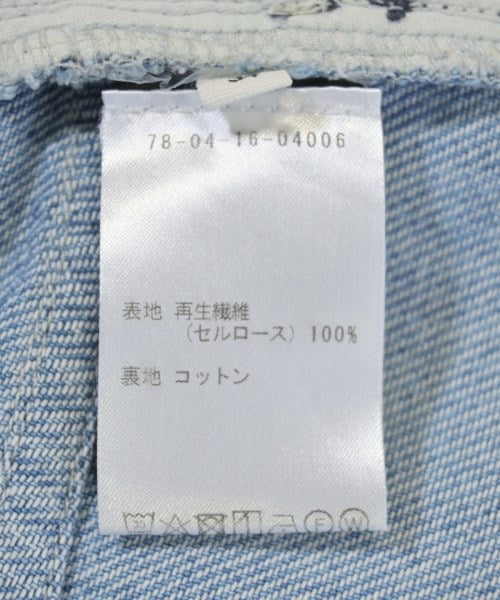 78-04-16-04006
表地 再生繊維
(セルロース) 100%
裏地 コットン
30 F W